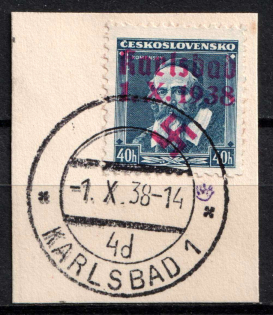 ČESKOSLOVENSKO
Karlsbad
1. X. 1938
40h 40h
-1. X. 38-14
4d
* KARLSBAD 1 *